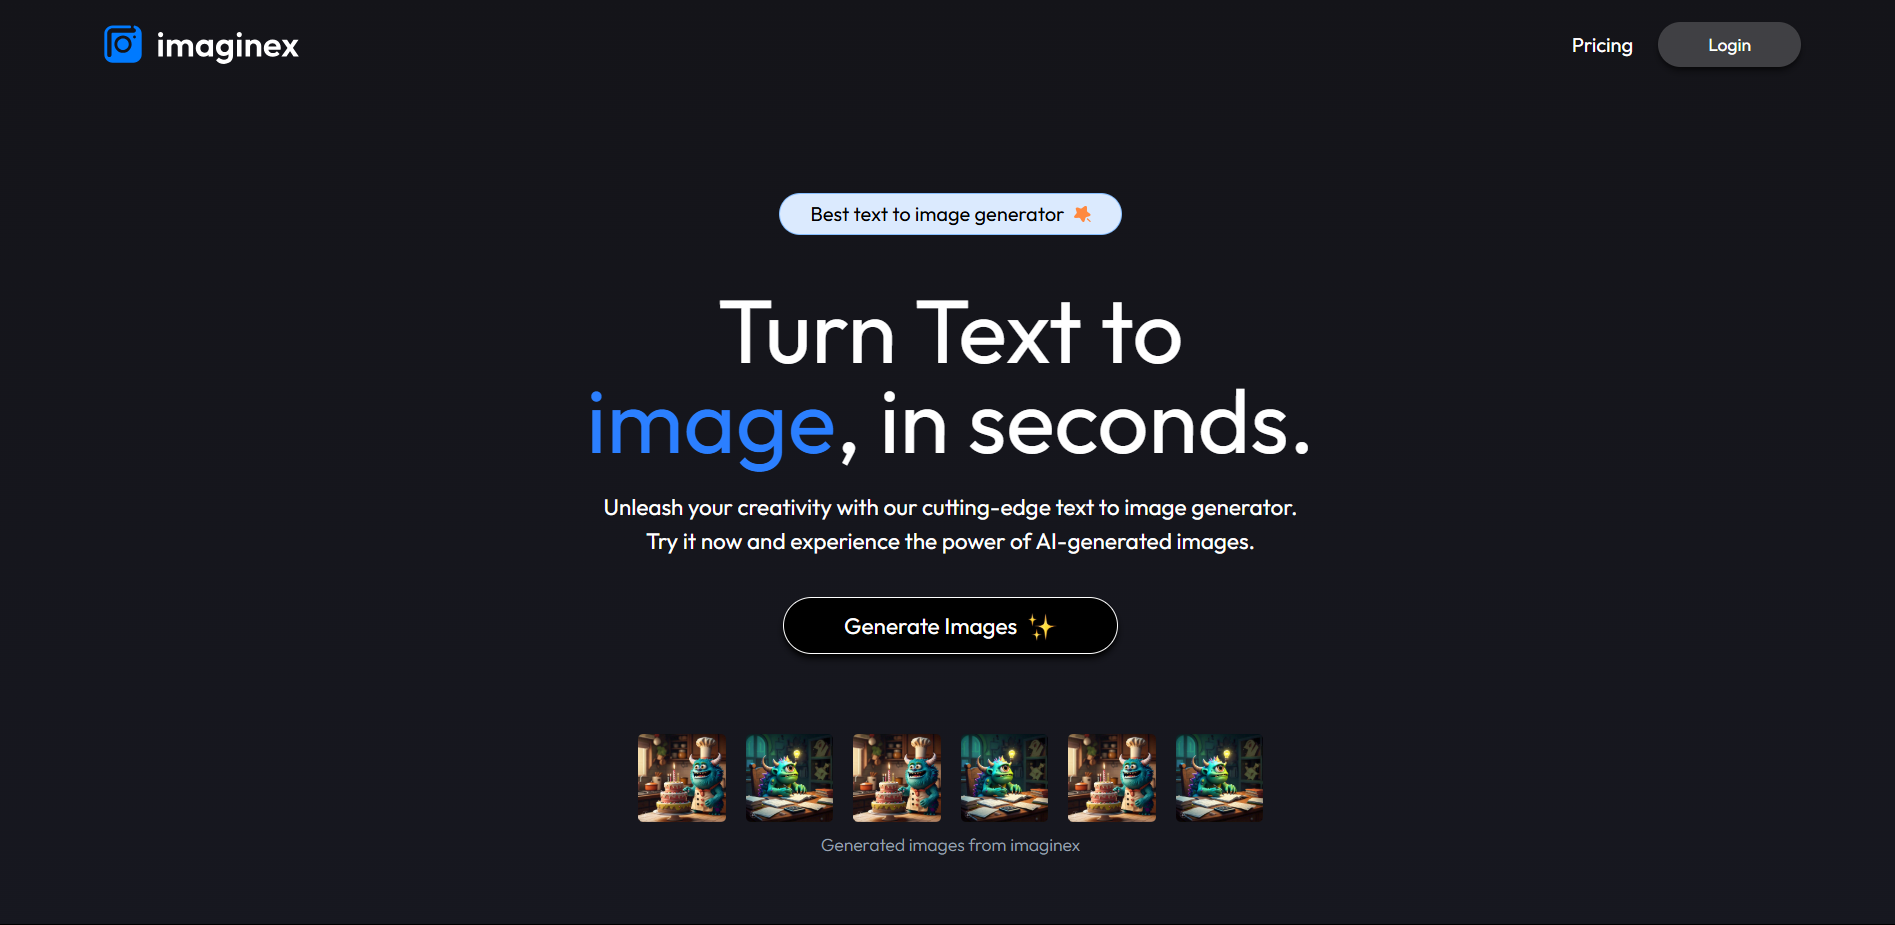 imaginex
Pricing
Login
Best text to image generator
Turn Text to
image, in seconds.
Unleash your creativity with our cutting-edge text to image generator.
Try it now and experience the power of AI-generated images.
Generate Images ✨
Generated images from imaginex